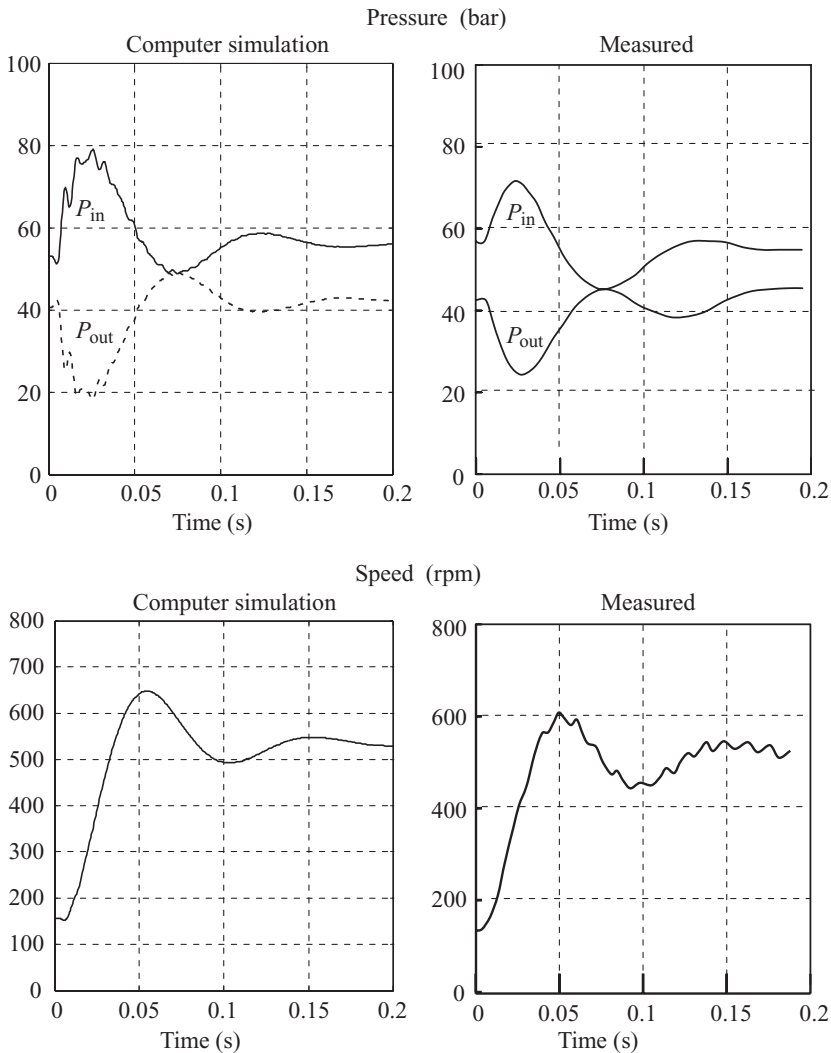 Pressure (bar)
Computer simulation
100
80
60
40
20
0
P_in
P_out
0 0.05 0.1 0.15 0.2
Time (s)
Measured
100
80
60
40
20
0
P_in
P_out
0 0.05 0.1 0.15 0.2
Time (s)
Speed (rpm)
Computer simulation
800
700
600
500
400
300
200
100
0
0 0.05 0.1 0.15 0.2
Time (s)
Measured
800
600
400
200
0
0 0.05 0.1 0.15 0.2
Time (s)